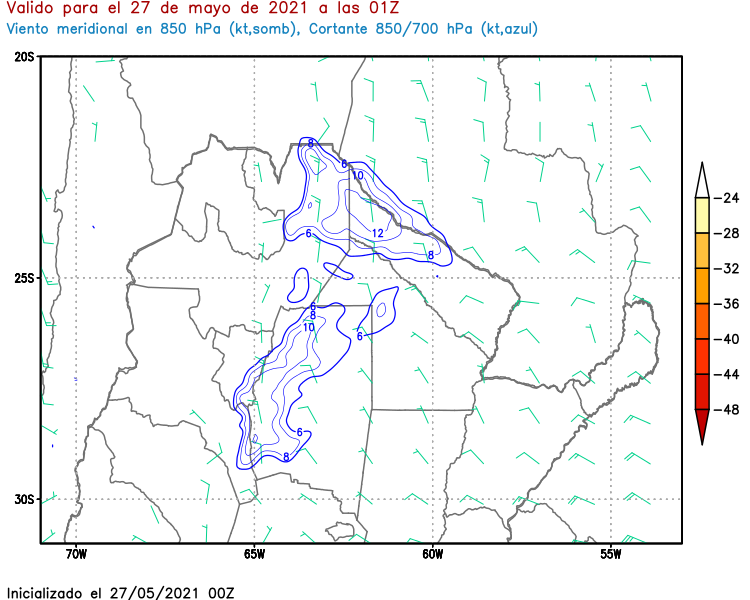 Valido para el 27 de mayo de 2021 a las 01Z
Viento meridional en 850 hPa (kt,somb), Cortante 850/700 hPa (kt,azul)
20S
8
6
10
6
12
8
25S
6
8
10
6
6
8
30S
70W 65W 60W 55W
-24
-28
-32
-36
-40
-44
-48
Inicializado el 27/05/2021 00Z